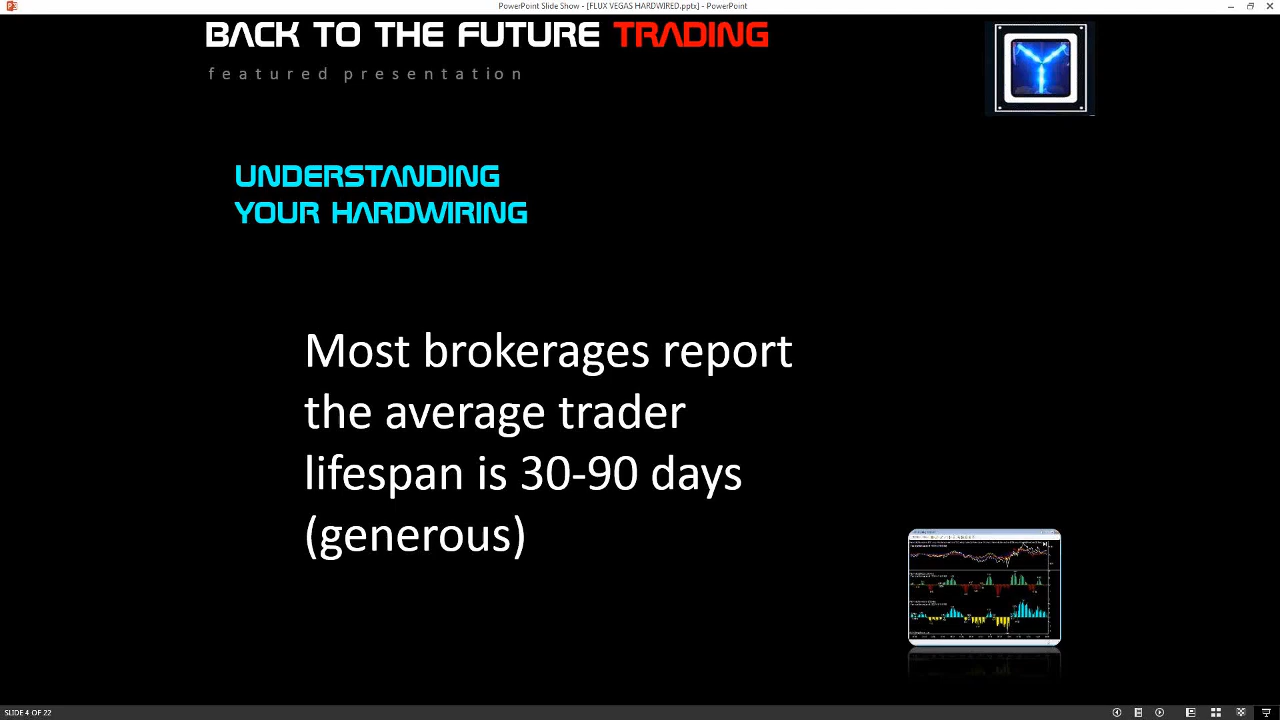 PowerPoint Slide Show - [FLUX VEGAS HARDWIRED.pptx] - PowerPoint
BACK TO THE FUTURE TRADING
featured presentation
UNDERSTANDING
YOUR HARDWIRING
Most brokerages report
the average trader
lifespan is 30-90 days
(generous)
SLIDE 4 OF 22